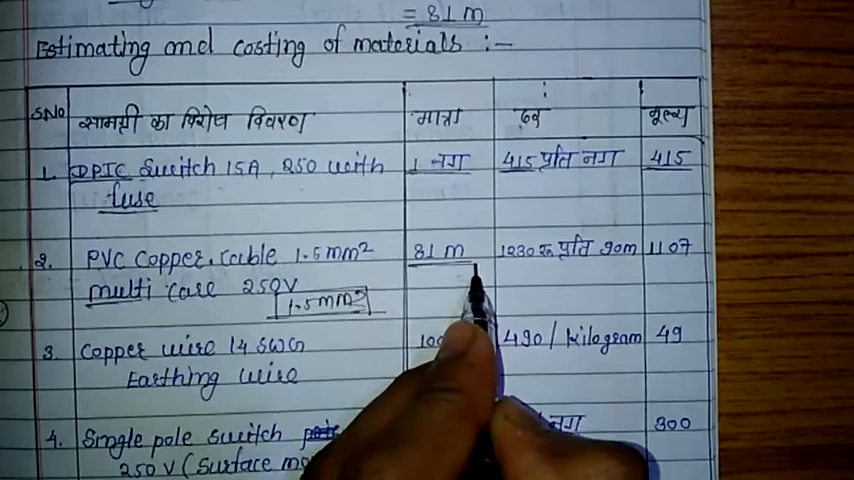 = 81 m
Estimating and costing of materials :-
S.NO सामग्री का विशेष विवरण मात्रा दर मूल्य
1. DPIC Switch 15A, 250 with 1 नग 415 प्रति नग 415
fuse
2. PVC Copper Cable 1.5mm² 81 m 1230 रू प्रति 90m 1107
multi core 250V
1.5mm²
3. Copper wire 14 SWG 490 / kilogram 49
Earthing wire
4. Single pole switch नग 300
250 V (Surface